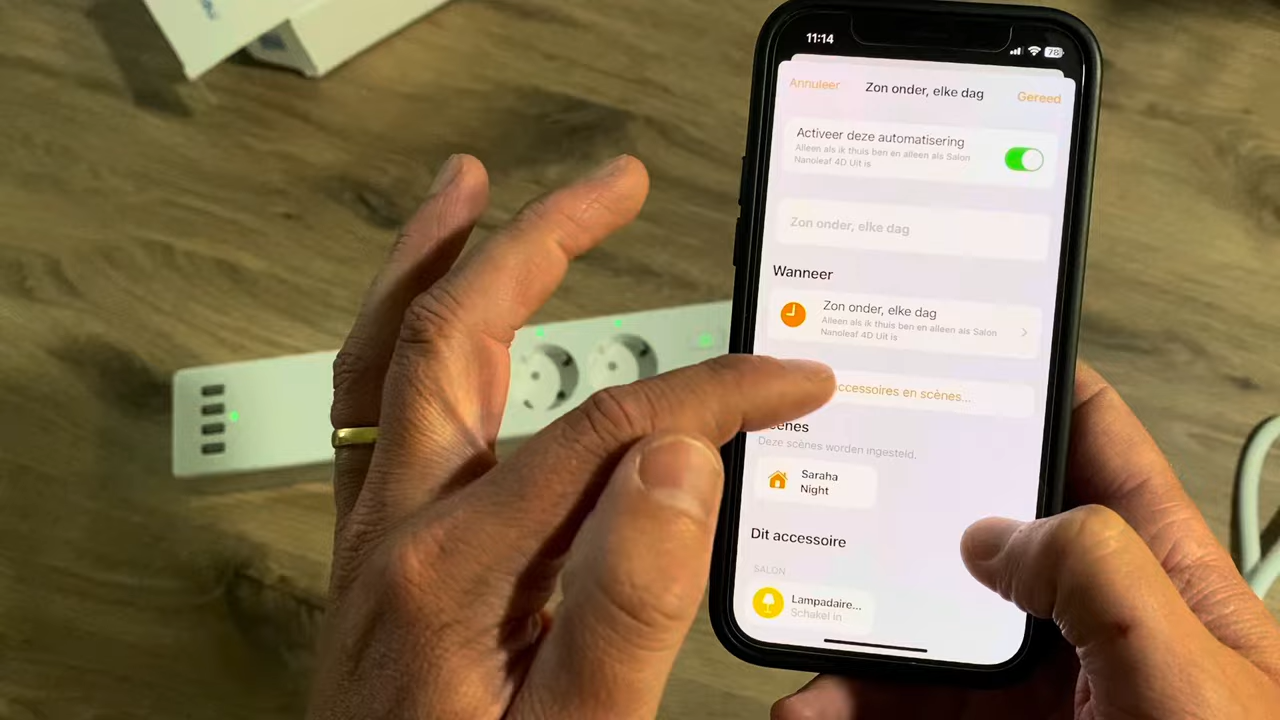 11:14
78
Annuleer
Zon onder, elke dag
Gereed
Activeer deze automatisering
Alleen als ik thuis ben en alleen als Salon
Nanoleaf 4D Uit is
Zon onder, elke dag
Wanneer
Zon onder, elke dag
Alleen als ik thuis ben en alleen als Salon
Nanoleaf 4D Uit is
accessoires en scènes...
Scènes
Deze scènes worden ingesteld.
Saraha
Night
Dit accessoire
SALON
Lampadaire...
Schakel in